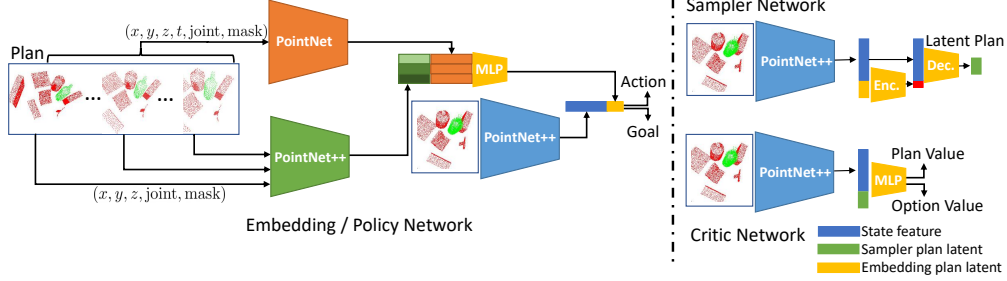 Sampler Network
(x, y, z, t, joint, mask)
PointNet
Plan
MLP
Action
Goal
PointNet++
PointNet++
(x, y, z, joint, mask)
Embedding / Policy Network
PointNet++
Enc.
Dec.
Latent Plan
PointNet++
MLP
Plan Value
Option Value
Critic Network
State feature
Sampler plan latent
Embedding plan latent